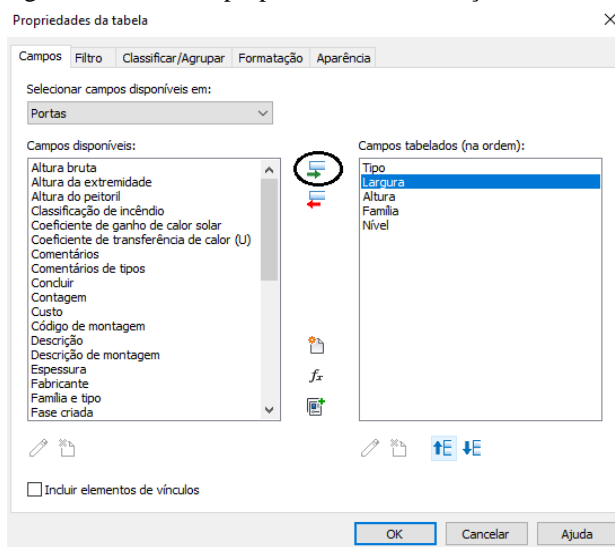 Propriedades da tabela
Campos Filtro Classificar/Agrupar Formatação Aparência
Selecionar campos disponíveis em:
Portas
Campos disponíveis:
Altura bruta
Altura da extremidade
Altura do peitoril
Classificação de incêndio
Coeficiente de ganho de calor solar
Coeficiente de transferência de calor (U)
Comentários
Comentários de tipos
Concluir
Contagem
Custo
Código de montagem
Descrição
Descrição de montagem
Espessura
Fabricante
Família e tipo
Fase criada
fx
Campos tabelados (na ordem):
Tipo
Largura
Altura
Família
Nível
Incluir elementos de vínculos
OK Cancelar Ajuda